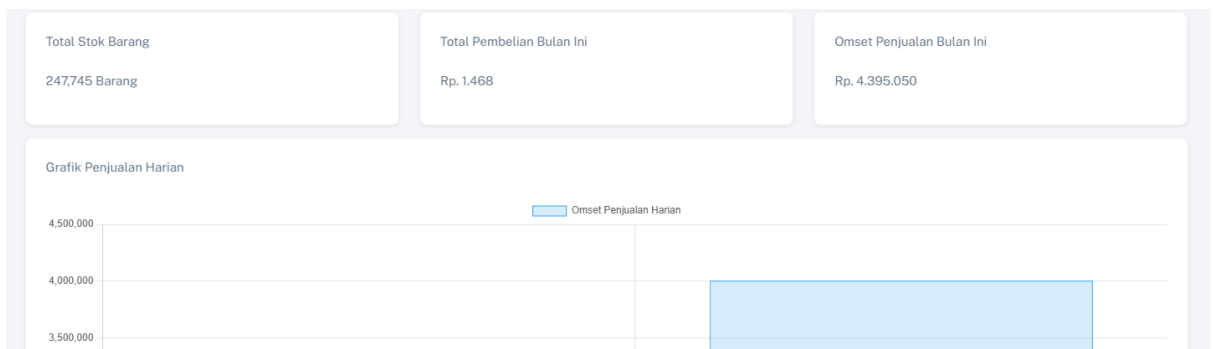 Total Stok Barang
247,745 Barang
Total Pembelian Bulan Ini
Rp. 1.468
Omset Penjualan Bulan Ini
Rp. 4.395.050
Grafik Penjualan Harian
Omset Penjualan Harian
4,500,000
4,000,000
3,500,000